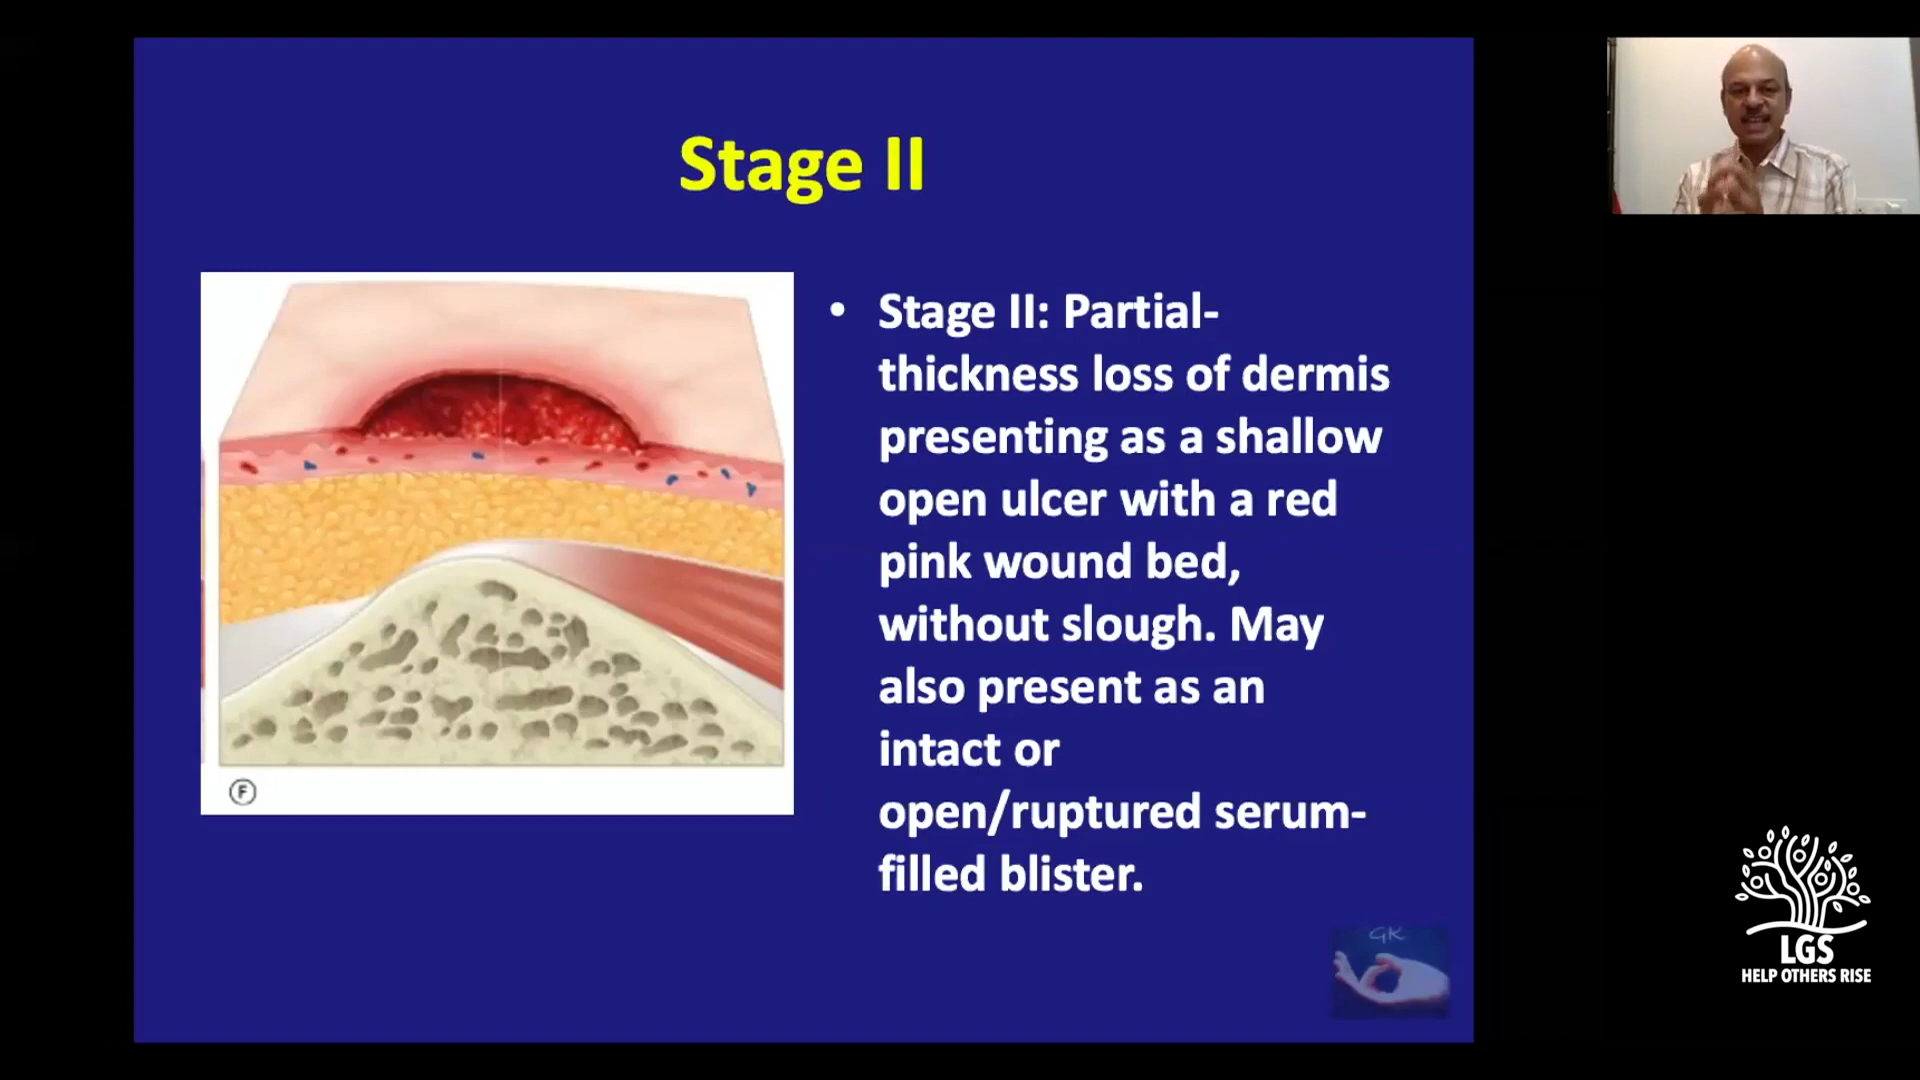 Stage II
• Stage II: Partial-
thickness loss of dermis
presenting as a shallow
open ulcer with a red
pink wound bed,
without slough. May
also present as an
intact or
open/ruptured serum-
filled blister.
F
GK
LGS
HELP OTHERS RISE